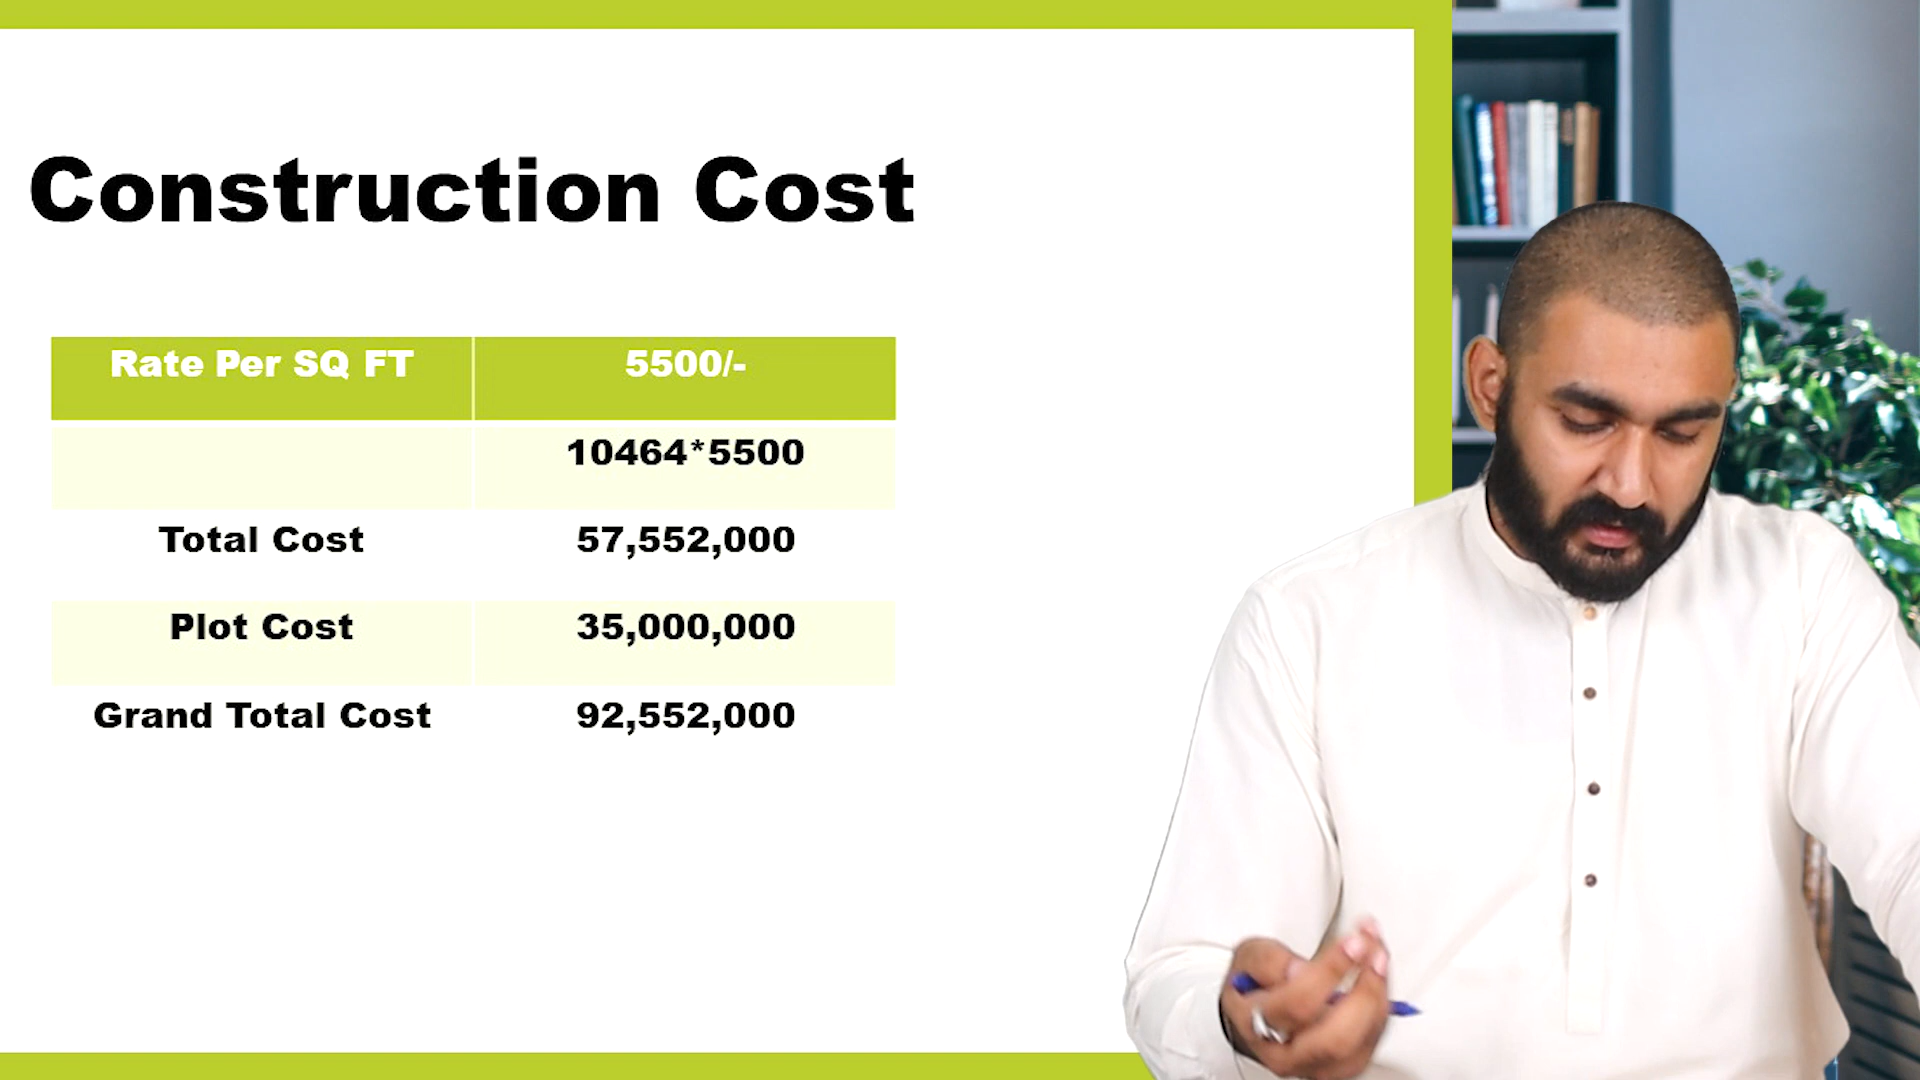 Construction Cost
Rate Per SQ FT 5500/-
10464*5500
Total Cost 57,552,000
Plot Cost 35,000,000
Grand Total Cost 92,552,000